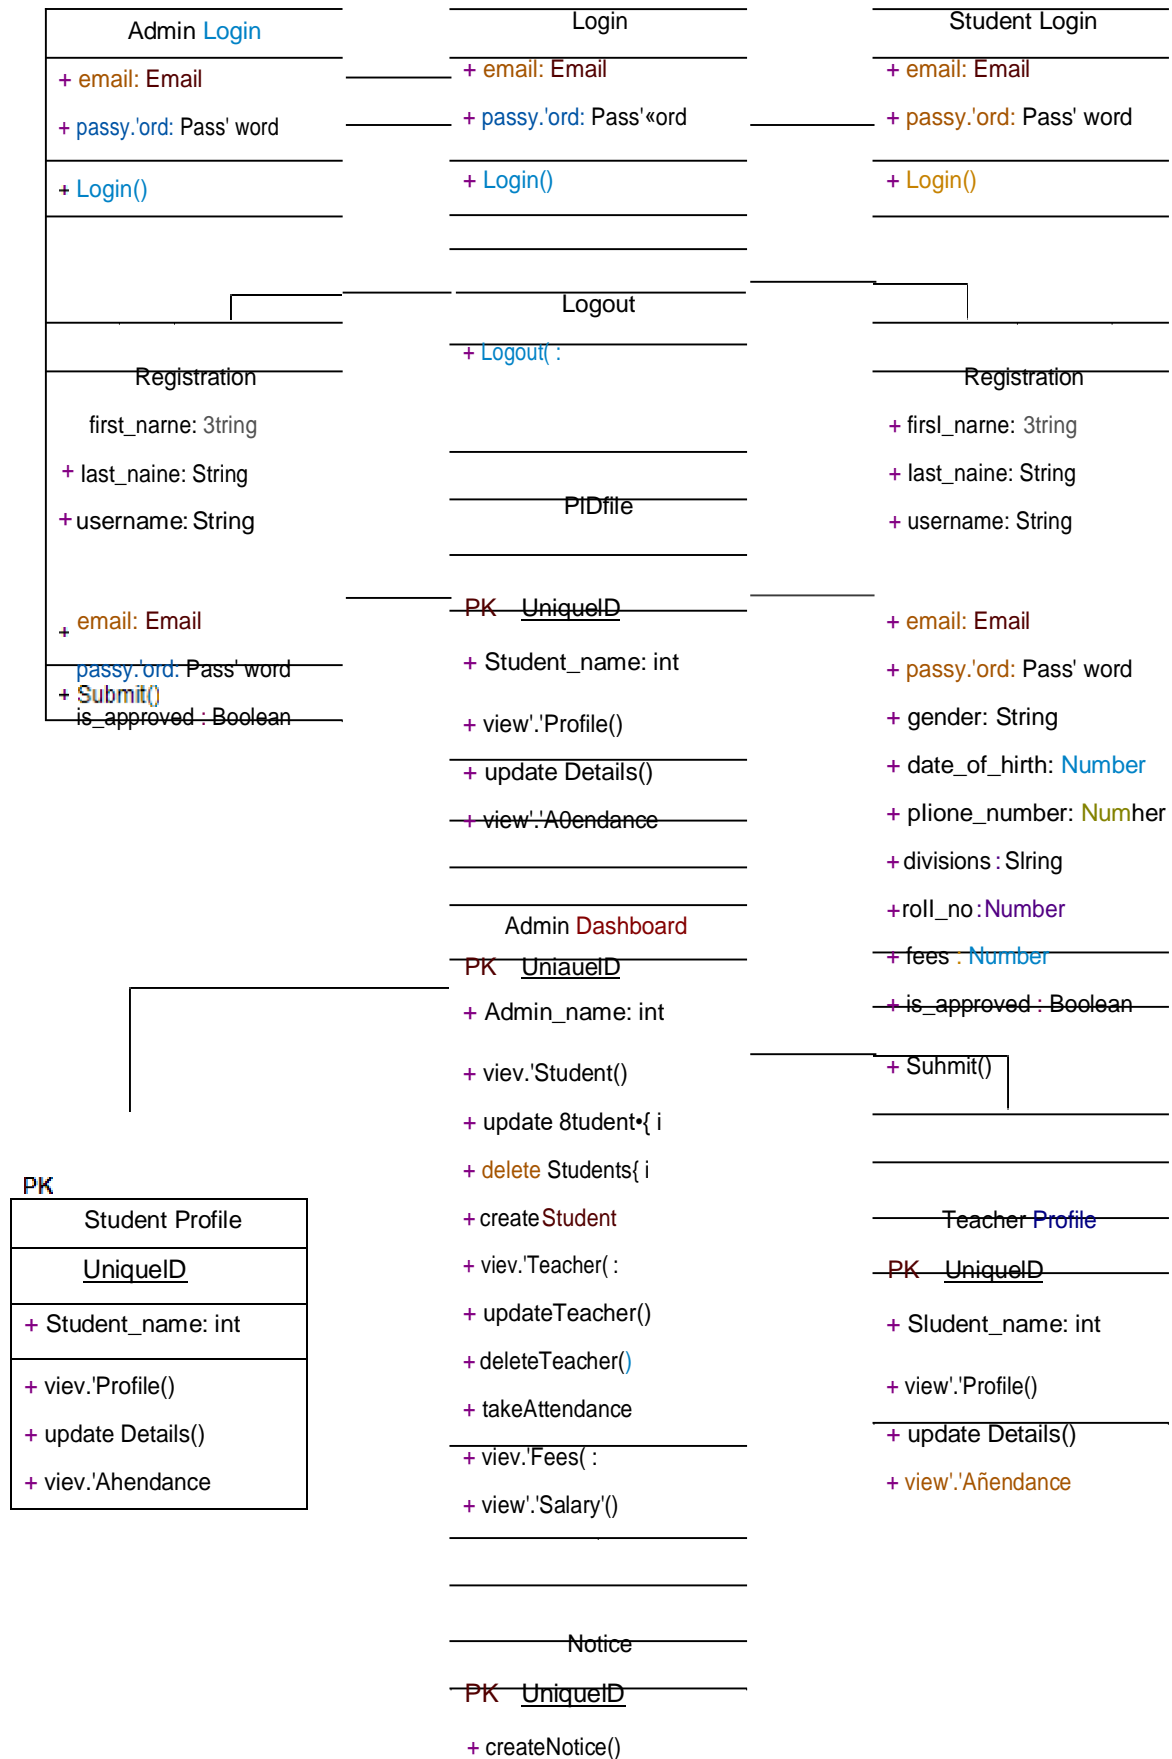 Admin Login
+ email: Email
+ passy.'ord: Pass' word
+ Login()
Registration
first_narne: 3tring
+ last_naine: String
+ username: String
+ email: Email
passy.'ord: Pass' word
+ Submit()
is_approved : Boolean
Login
+ email: Email
+ passy.'ord: Pass'«ord
+ Login()
Logout
+ Logout( :
PIDfile
PK UniqueID
+ Student_name: int
+ view'.'Profile()
+ update Details()
+ view'.'A0endance
Admin Dashboard
PK UniaueID
+ Admin_name: int
+ viev.'Student()
+ update 8tudent•{ i
+ delete Students{ i
+ create Student
+ viev.'Teacher( :
+ updateTeacher()
+ deleteTeacher()
+ takeAttendance
+ viev.'Fees( :
+ view'.'Salary'()
Notice
PK UniqueID
+ createNotice()
Student Login
+ email: Email
+ passy.'ord: Pass' word
+ Login()
Registration
+ firsl_narne: 3tring
+ last_naine: String
+ username: String
+ email: Email
+ passy.'ord: Pass' word
+ gender: String
+ date_of_hirth: Number
+ plione_number: Numher
+ divisions : Slring
+ roll_no : Number
+ fees : Number
+ is_approved : Boolean
+ Suhmit()
Teacher Profile
PK UniqueID
+ Sludent_name: int
+ view'.'Profile()
+ update Details()
+ view'.'Añendance
PK
Student Profile
UniqueID
+ Student_name: int
+ viev.'Profile()
+ update Details()
+ viev.'Ahendance